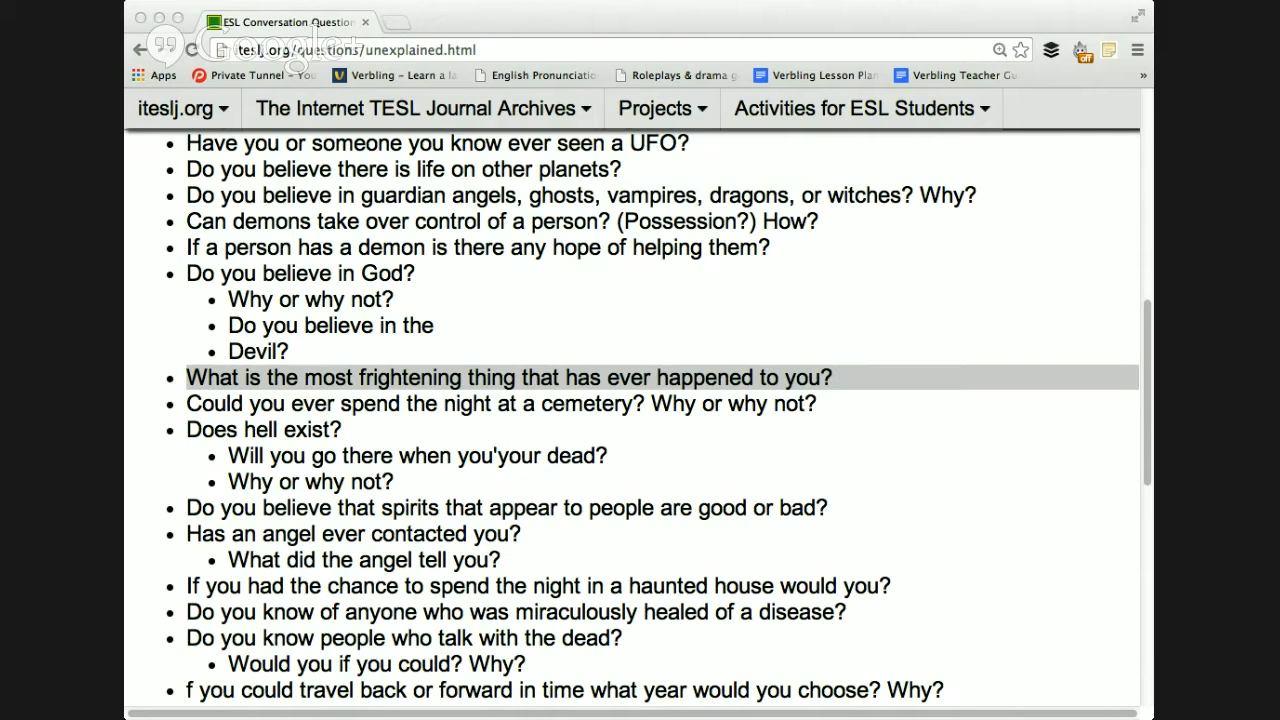 ESL Conversation Question
Google+
iteslj.org/questions/unexplained.html
Apps Private Tunnel – You Verbling – Learn a la English Pronunciatio Roleplays & drama g Verbling Lesson Plan Verbling Teacher Gu »
off
iteslj.org The Internet TESL Journal Archives Projects Activities for ESL Students
• Have you or someone you know ever seen a UFO?
• Do you believe there is life on other planets?
• Do you believe in guardian angels, ghosts, vampires, dragons, or witches? Why?
• Can demons take over control of a person? (Possession?) How?
• If a person has a demon is there any hope of helping them?
• Do you believe in God?
• Why or why not?
• Do you believe in the
• Devil?
• What is the most frightening thing that has ever happened to you?
• Could you ever spend the night at a cemetery? Why or why not?
• Does hell exist?
• Will you go there when you'your dead?
• Why or why not?
• Do you believe that spirits that appear to people are good or bad?
• Has an angel ever contacted you?
• What did the angel tell you?
• If you had the chance to spend the night in a haunted house would you?
• Do you know of anyone who was miraculously healed of a disease?
• Do you know people who talk with the dead?
• Would you if you could? Why?
• f you could travel back or forward in time what year would you choose? Why?